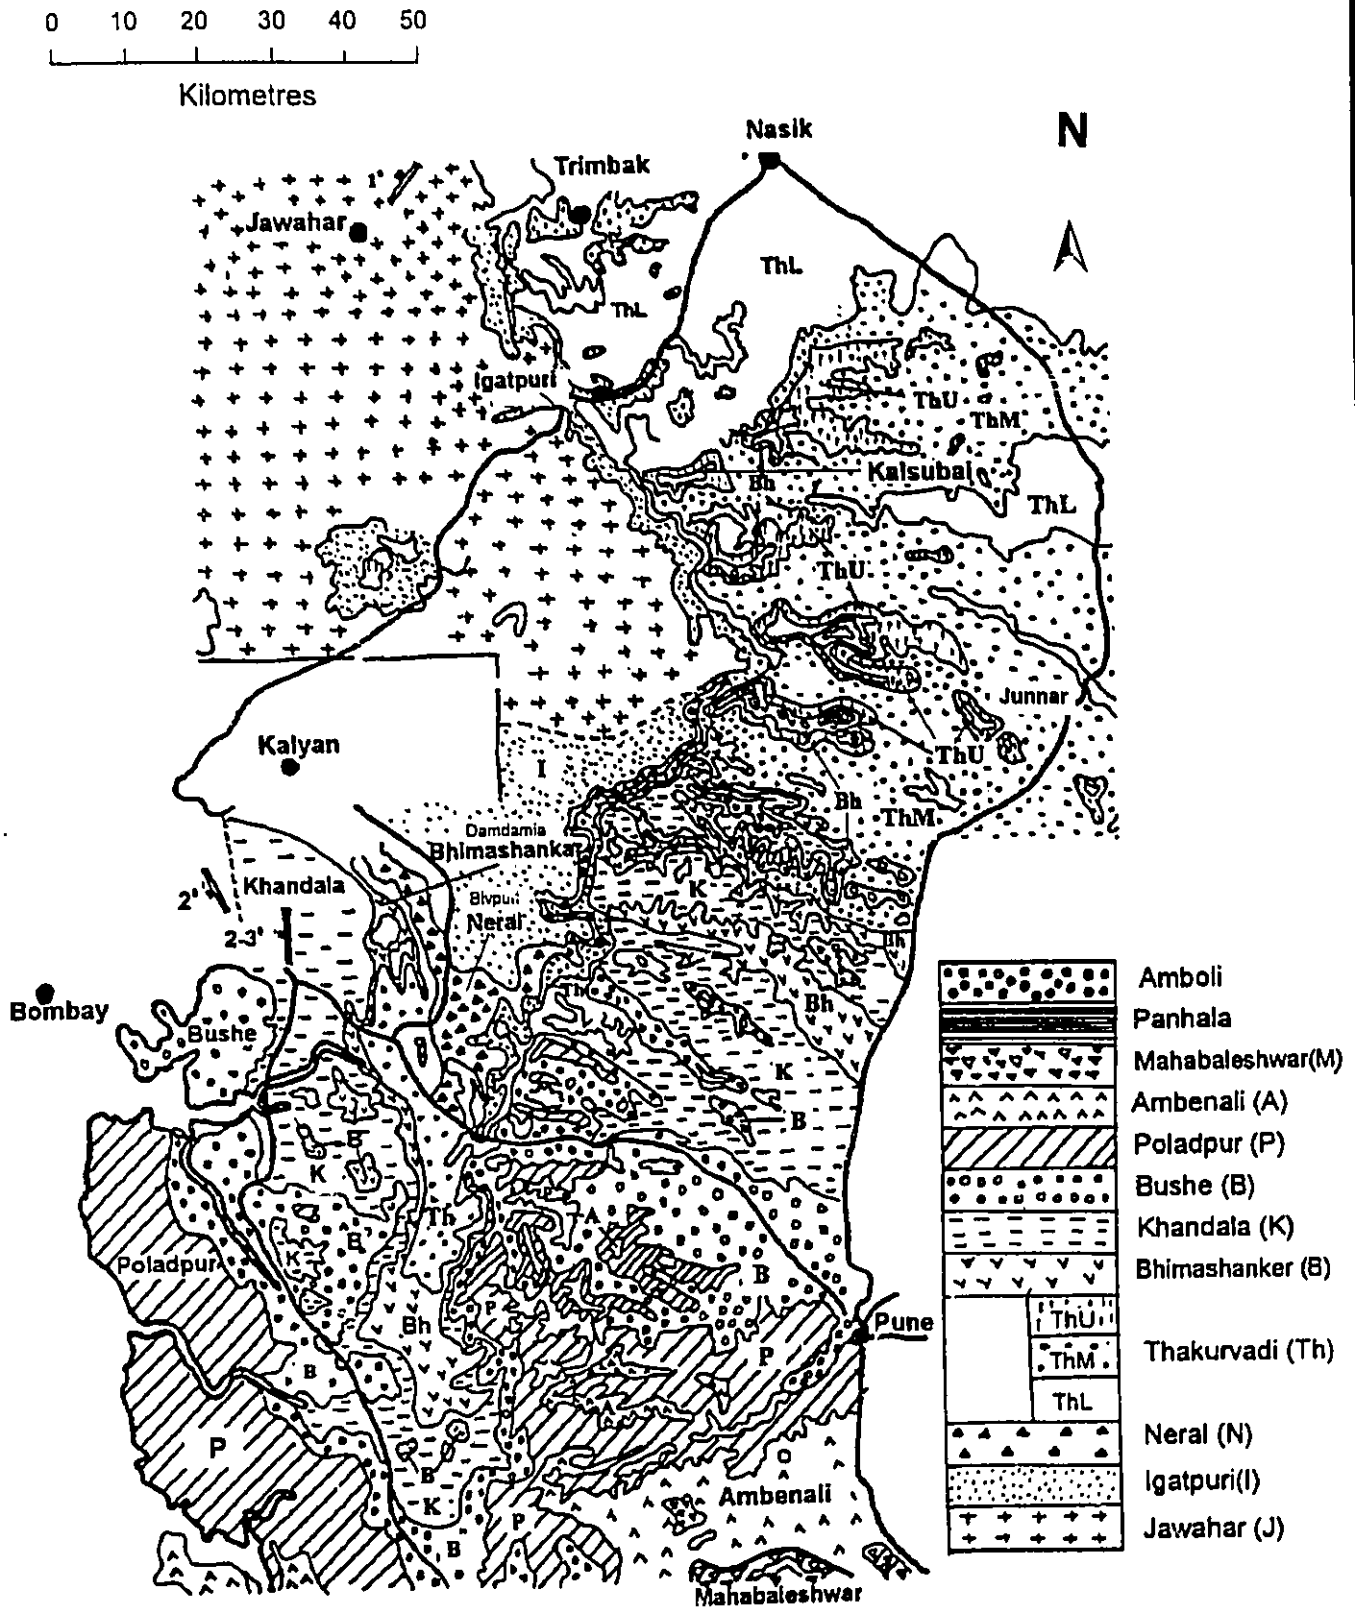 0 10 20 30 40 50
Kilometres
N
Nasik
Trimbak
1°
Jawahar
ThL
ThL
Igatpuri
ThU
ThM
Kalsubai
Bh
ThL
ThU
Junnar
Kalyan
ThU
I
Bh
ThM
Damdamia
Bhimashankar
Khandala
K
2°
Bivpuri
Neral
2-3°
Bh
Th
Bh
Bombay
Bushe
K
B
B
K
A
Th
B
K
Poladpur
B
P
Bh
Pune
P
B
A
P
B
K
Ambenali
P
B
Mahabaleshwar
Amboli
Panhala
Mahabaleshwar(M)
Ambenali (A)
Poladpur (P)
Bushe (B)
Khandala (K)
Bhimashanker (B)
ThU
ThM
Thakurvadi (Th)
ThL
Neral (N)
Igatpuri(I)
Jawahar (J)